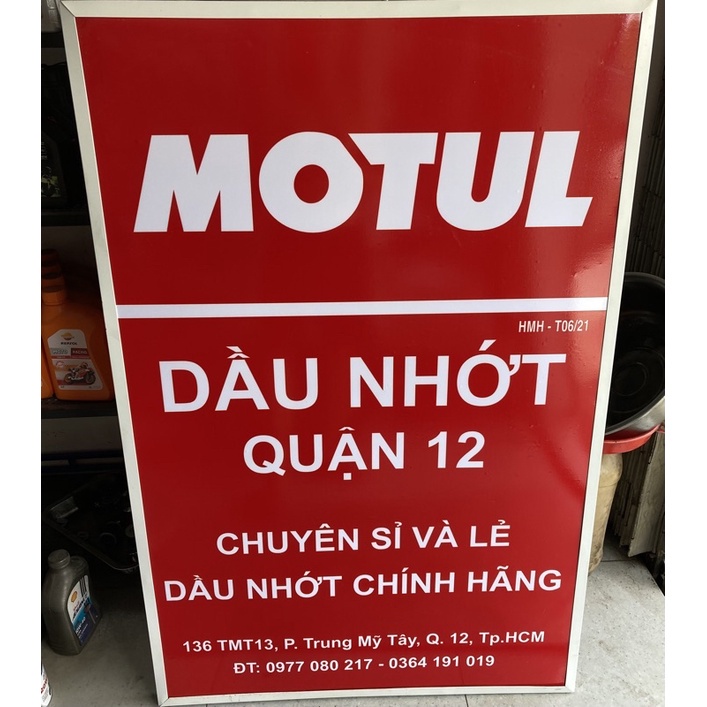 MOTUL
HMH - T06/21
DẦU NHỚT
QUẬN 12
CHUYÊN SỈ VÀ LẺ
DẦU NHỚT CHÍNH HÃNG
136 TMT13, P. Trung Mỹ Tây, Q. 12, Tp.HCM
ĐT: 0977 080 217 - 0364 191 019